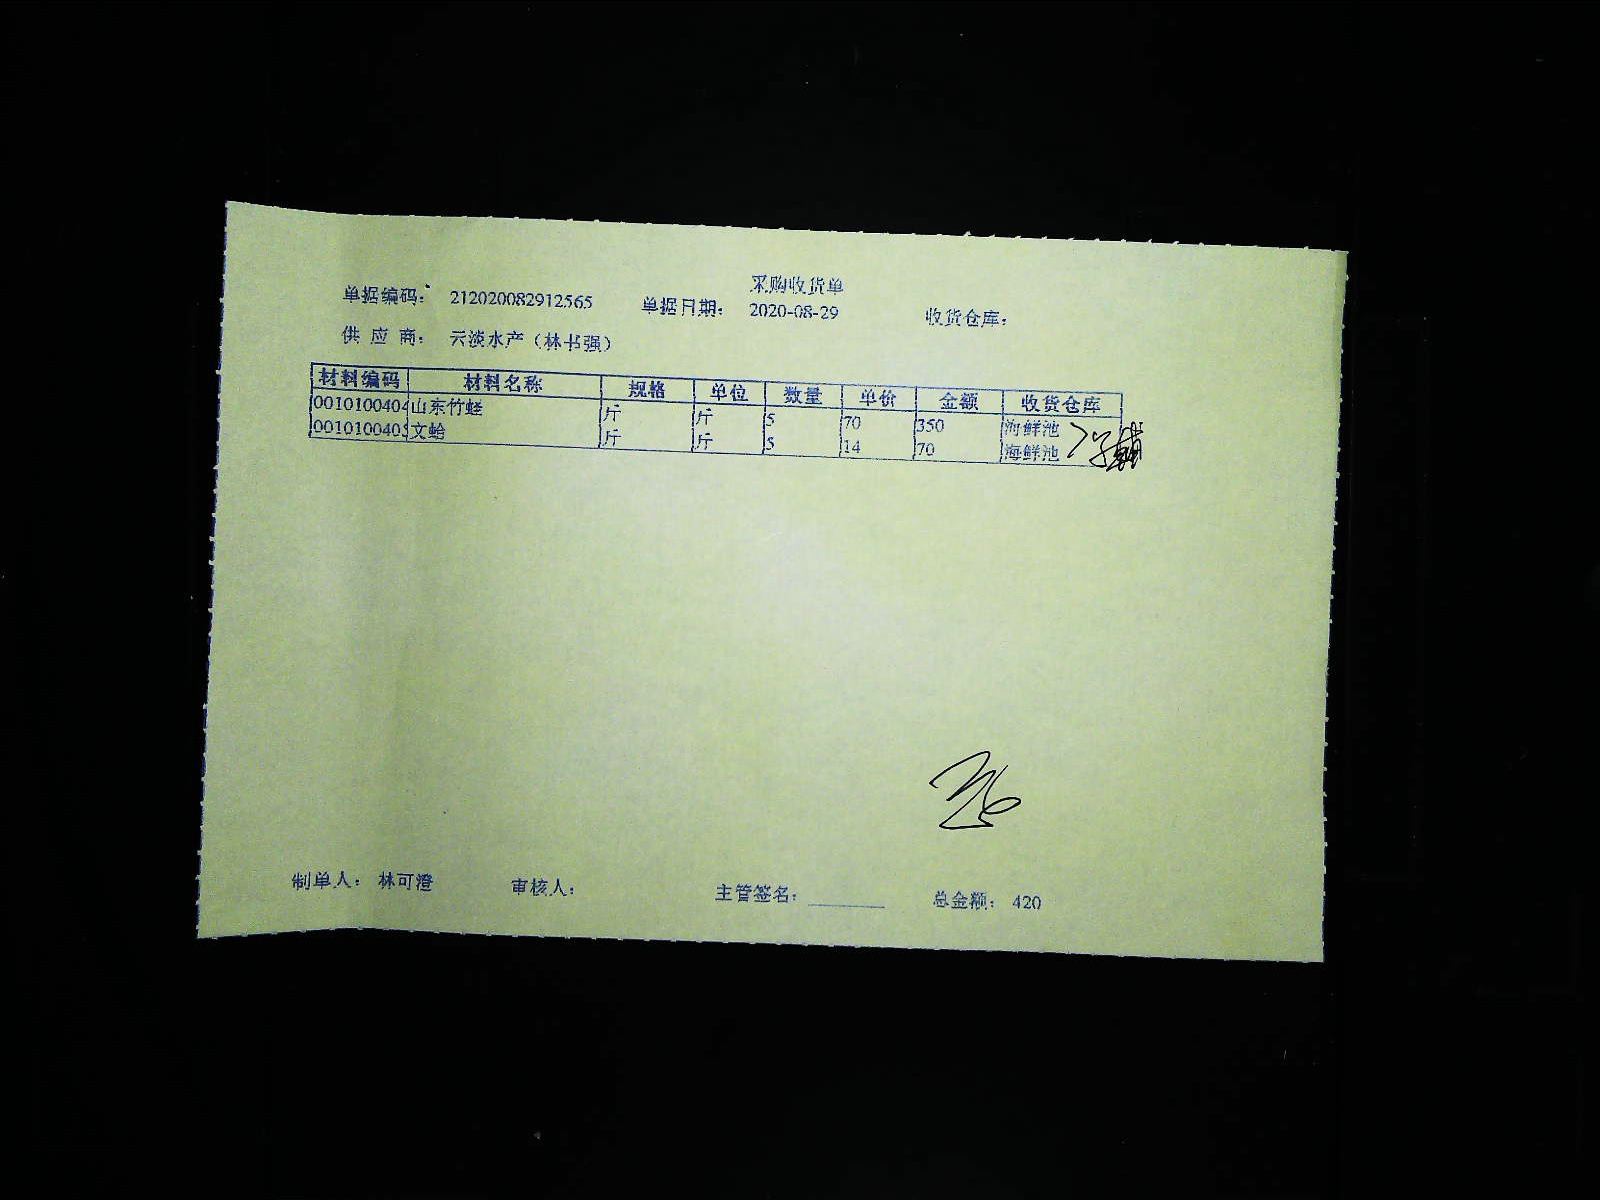 采购收货单
单据编码： 212020082912565 单据日期： 2020-08-29 收货仓库：
供 应 商： 云淡水产（林书强）
材料编码 材料名称 规格 单位 数量 单价 金额 收货仓库
0010100404 山东竹蛏 斤 斤 5 70 350 海鲜池
0010100405 文蛤 斤 斤 5 14 70 海鲜池
制单人： 林可澄 审核人： 主管签名： 总金额： 420